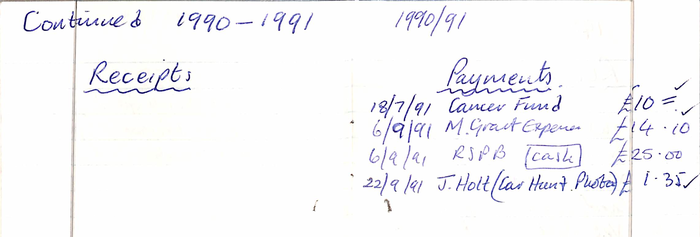 Continued 1990-1991
1990/91
Receipts
Payments
18/7/91 Cancer Fund £10=
6/9/91 M. Grant Expenses £14.10
6/9/91 RSPB cash £25.00
22/9/91 J. Holt (Car Hunt Photos) £1.35